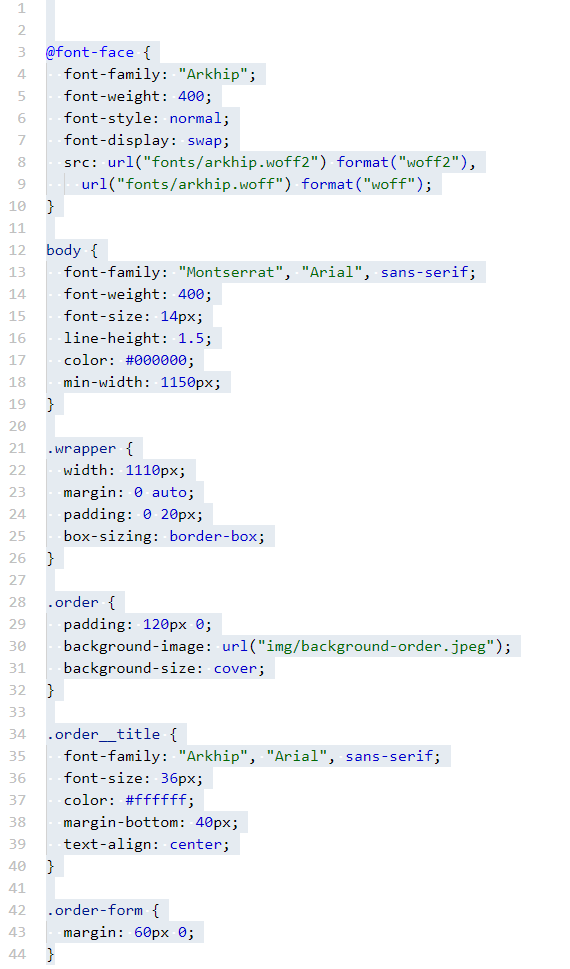 1
2
3 @font-face {
4   font-family: "Arkhip";
5   font-weight: 400;
6   font-style: normal;
7   font-display: swap;
8   src: url("fonts/arkhip.woff2") format("woff2"),
9     url("fonts/arkhip.woff") format("woff");
10 }
11
12 body {
13   font-family: "Montserrat", "Arial", sans-serif;
14   font-weight: 400;
15   font-size: 14px;
16   line-height: 1.5;
17   color: #000000;
18   min-width: 1150px;
19 }
20
21 .wrapper {
22   width: 1110px;
23   margin: 0 auto;
24   padding: 0 20px;
25   box-sizing: border-box;
26 }
27
28 .order {
29   padding: 120px 0;
30   background-image: url("img/background-order.jpeg");
31   background-size: cover;
32 }
33
34 .order__title {
35   font-family: "Arkhip", "Arial", sans-serif;
36   font-size: 36px;
37   color: #ffffff;
38   margin-bottom: 40px;
39   text-align: center;
40 }
41
42 .order-form {
43   margin: 60px 0;
44 }